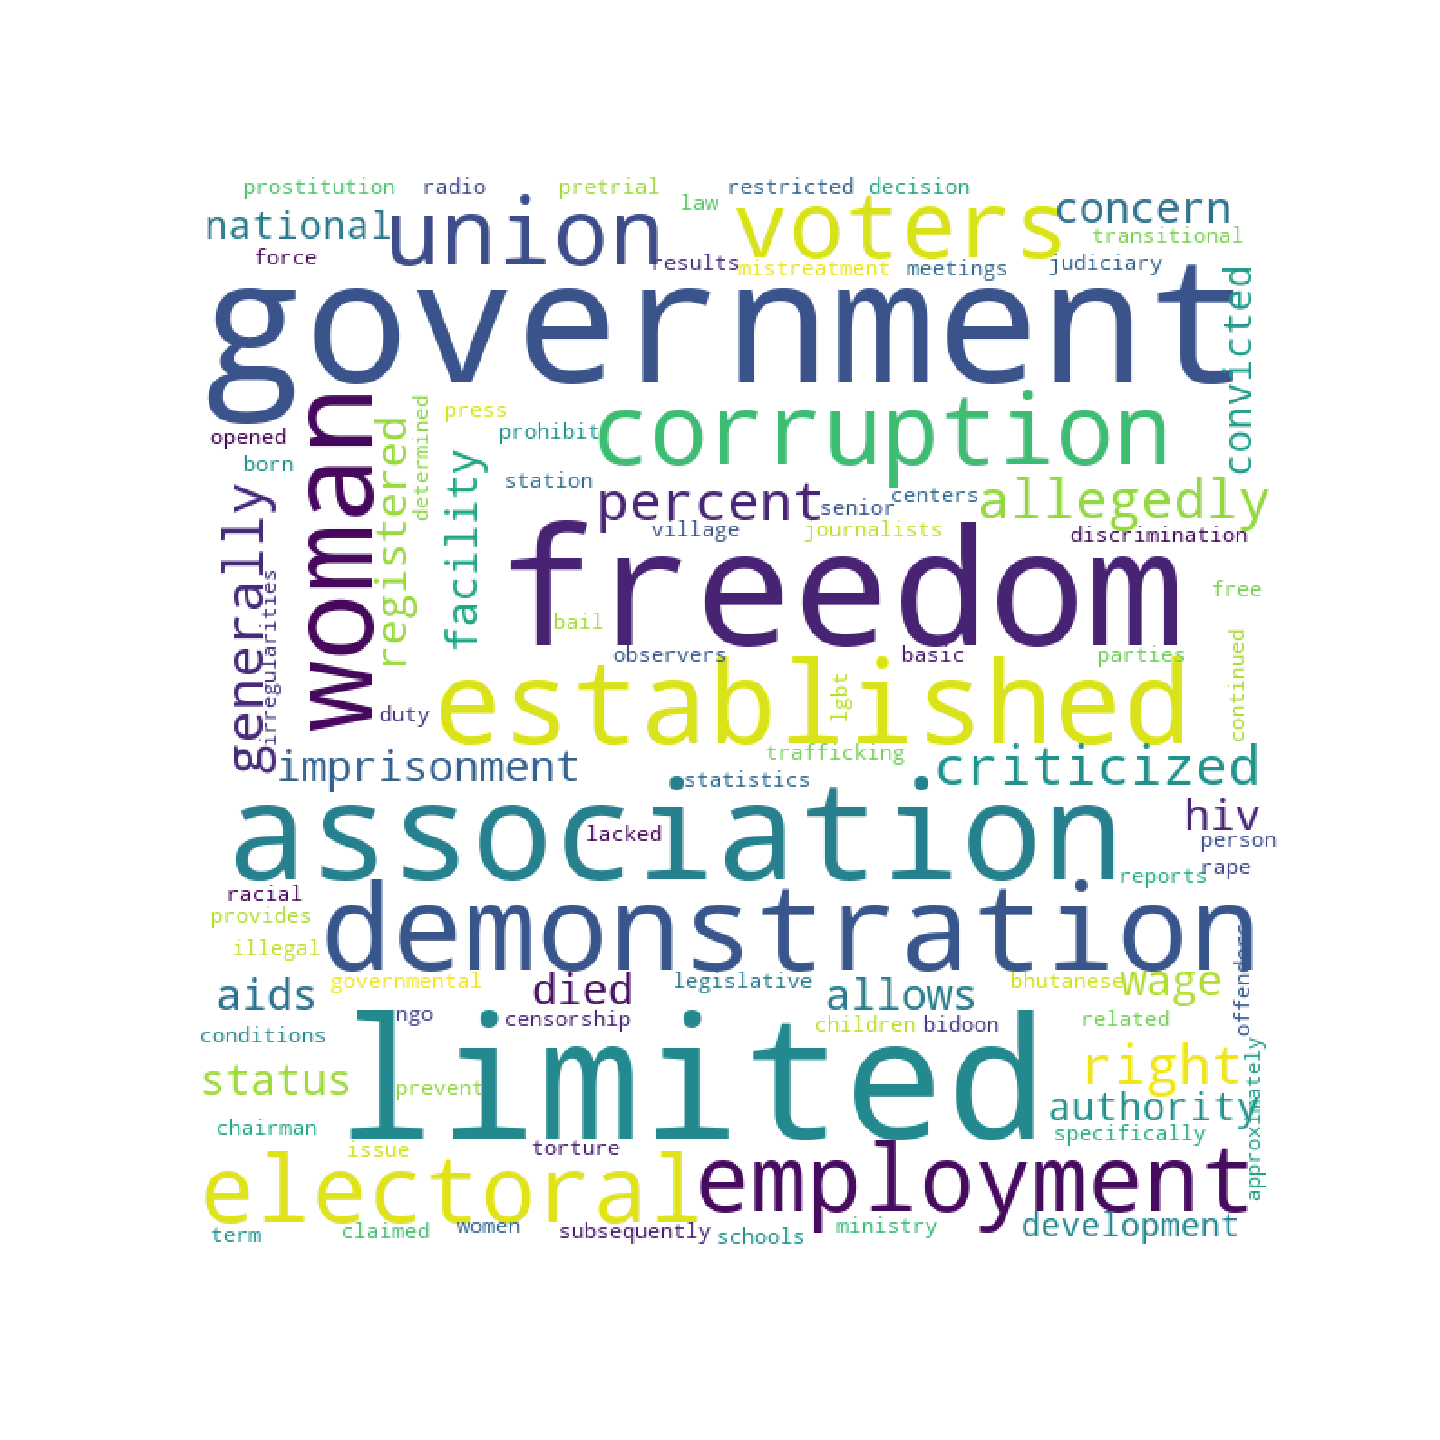 prostitution radio pretrial law restricted decision
national union voters concern
transitional
force results mistreatment meetings judiciary
government
convicted
woman
registered
determined
press
corruption
opened
prohibit
born
facility
station
generally
irregularities
percent senior centers allegedly
village journalists discrimination
freedom
free
bail
observers basic parties
continued
established
lgbt
duty
trafficking
imprisonment statistics criticized
association
lacked
hiv
person
rape
racial reports
demonstration
provides
illegal
offenders
governmental legislative bhutanese wage
aids died allows
ngo censorship children bidoon related
conditions
limited
approximately
right
status prevent
authority
chairman specifically
issue torture
electoral employment
term claimed women subsequently schools ministry development